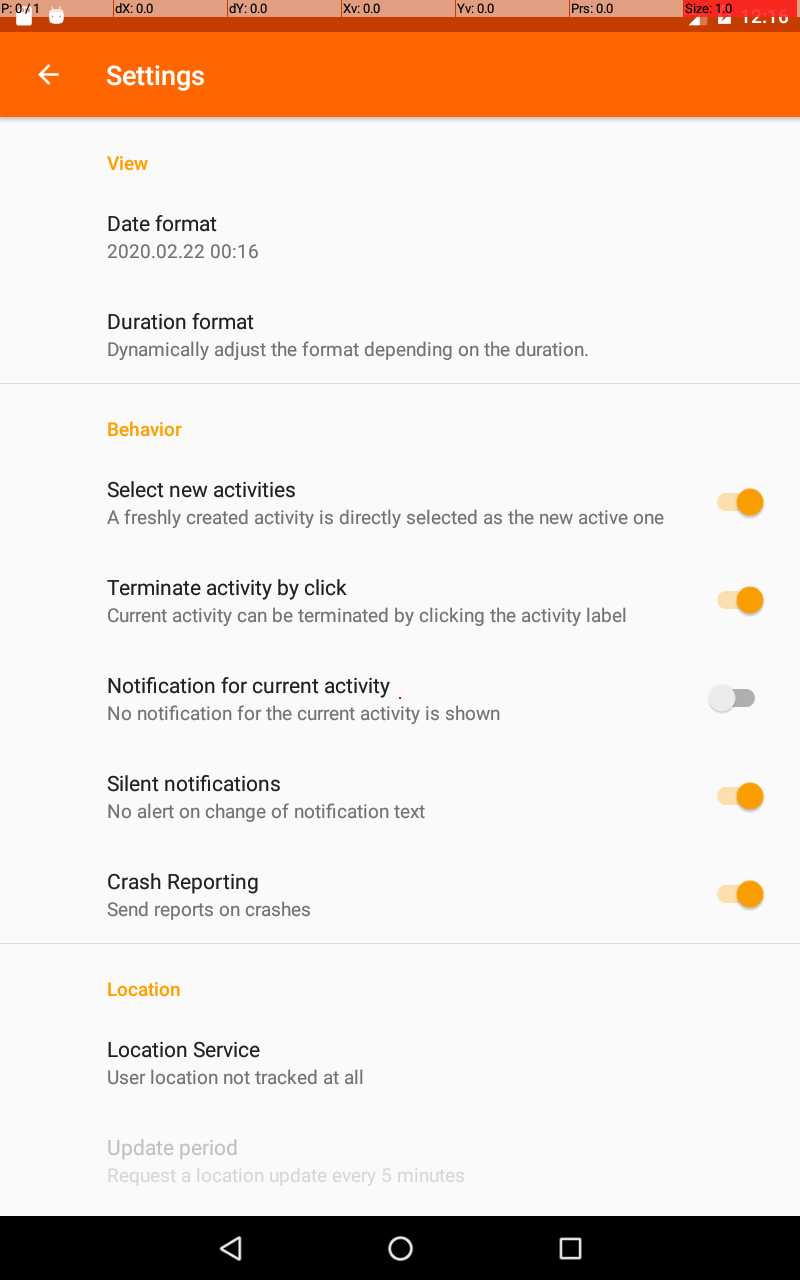 P: 0 / 1 dX: 0.0 dY: 0.0 Xv: 0.0 Yv: 0.0 Prs: 0.0 Size: 1.0
12:16
Settings
View
Date format
2020.02.22 00:16
Duration format
Dynamically adjust the format depending on the duration.
Behavior
Select new activities
A freshly created activity is directly selected as the new active one
Terminate activity by click
Current activity can be terminated by clicking the activity label
Notification for current activity
No notification for the current activity is shown
Silent notifications
No alert on change of notification text
Crash Reporting
Send reports on crashes
Location
Location Service
User location not tracked at all
Update period
Request a location update every 5 minutes